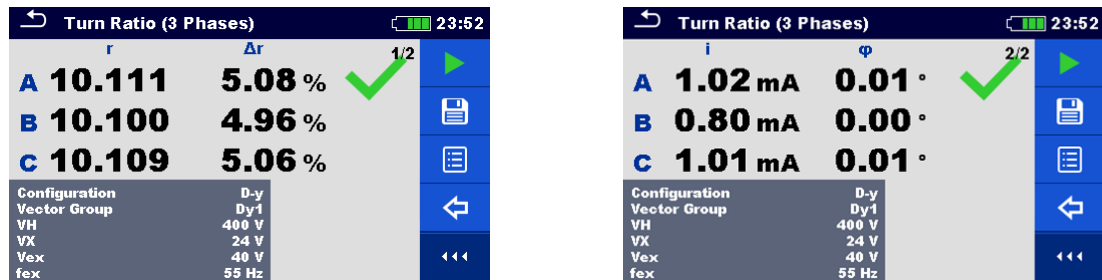 Turn Ratio (3 Phases) 23:52
r Δr 1/2
A 10.111 5.08 %
B 10.100 4.96 %
C 10.109 5.06 %
Configuration D-y
Vector Group Dy1
VH 400 V
VX 24 V
Vex 40 V
fex 55 Hz
Turn Ratio (3 Phases) 23:52
i φ 2/2
A 1.02 mA 0.01 °
B 0.80 mA 0.00 °
C 1.01 mA 0.01 °
Configuration D-y
Vector Group Dy1
VH 400 V
VX 24 V
Vex 40 V
fex 55 Hz